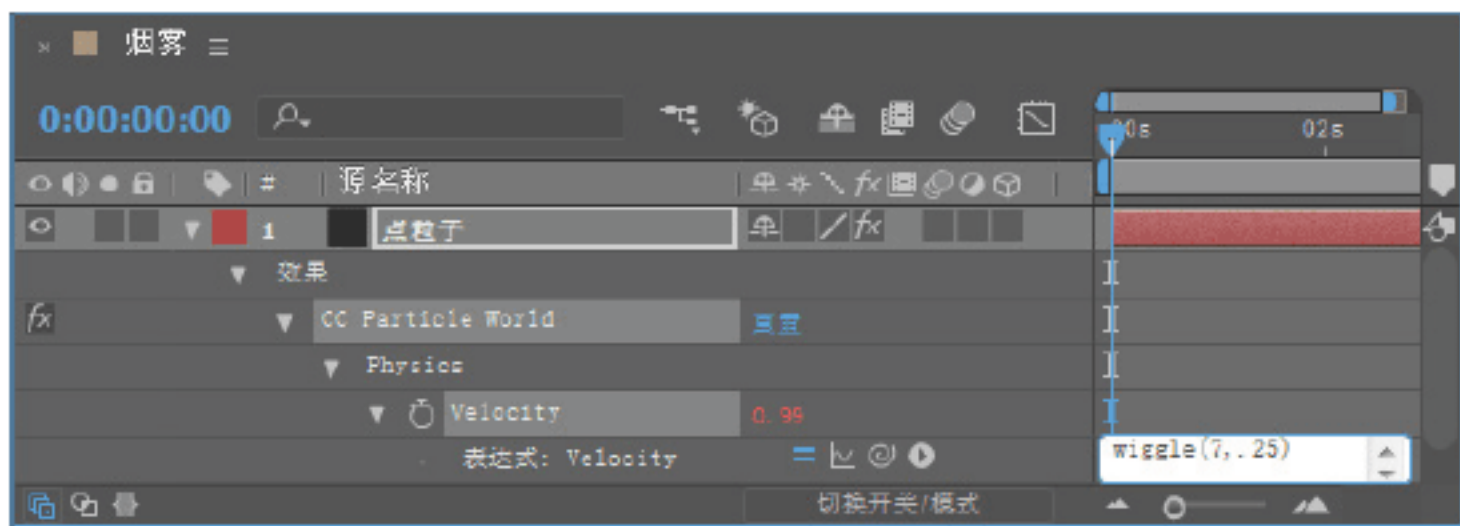 烟雾
0:00:00:00
00s 02s
# 源名称
1 点粒子
效果
fx CC Particle World 重置
Physics
Velocity 0.99
表达式: Velocity wiggle(7,.25)
切换开关/模式